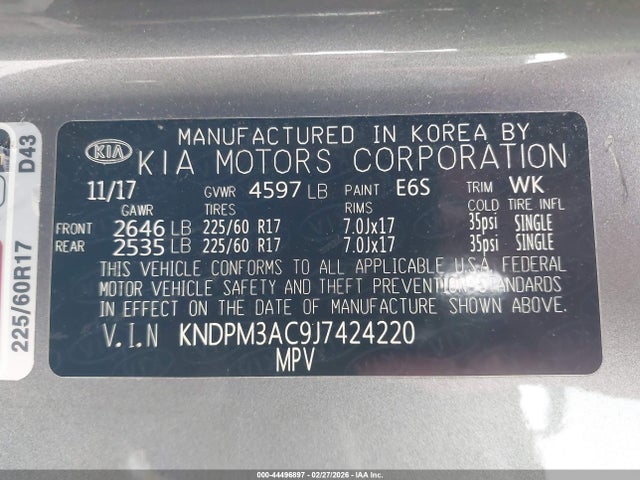 MANUFACTURED IN KOREA BY
KIA KIA MOTORS CORPORATION
11/17 GVWR 4597 LB PAINT E6S TRIM WK
GAWR TIRES RIMS COLD TIRE INFL
FRONT 2646 LB 225/60 R17 7.0Jx17 35psi SINGLE
REAR 2535 LB 225/60 R17 7.0Jx17 35psi SINGLE
THIS VEHICLE CONFORMS TO ALL APPLICABLE U.S.A. FEDERAL
MOTOR VEHICLE SAFETY AND THEFT PREVENTION STANDARDS
IN EFFECT ON THE DATE OF MANUFACTURE SHOWN ABOVE.
V.I.N KNDPM3AC9J7424220
MPV
225/60R17 D43
000-44496897 - 02/27/2026 - IAAI.CA